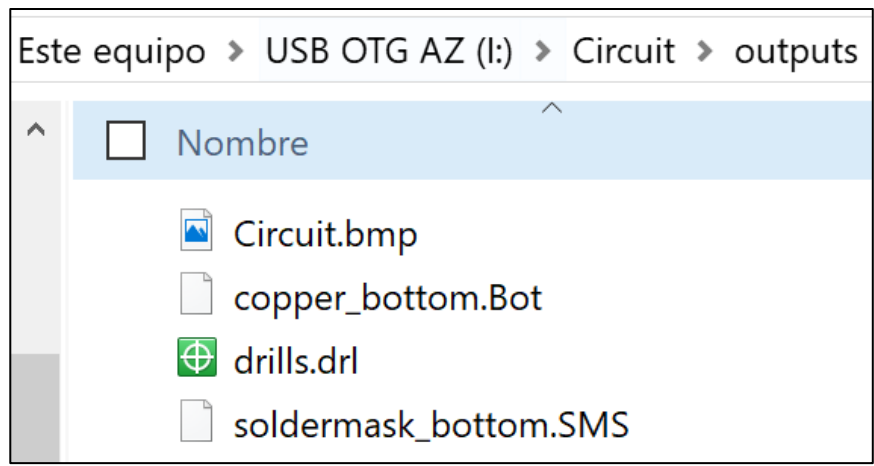 Este equipo > USB OTG AZ (I:) > Circuit > outputs
Nombre
Circuit.bmp
copper_bottom.Bot
drills.drl
soldermask_bottom.SMS